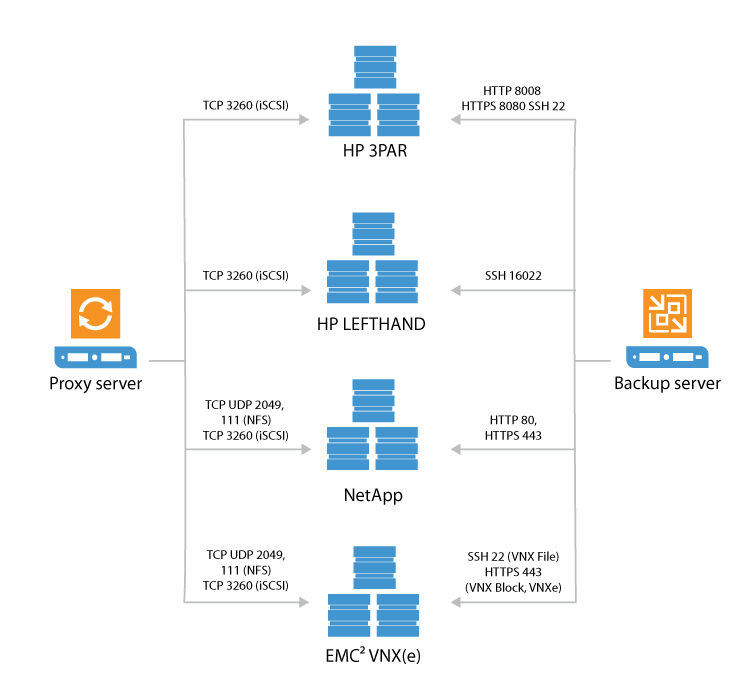 HTTP 8008
TCP 3260 (iSCSI)
HTTPS 8080 SSH 22
HP 3PAR
TCP 3260 (iSCSI)
SSH 16022
HP LEFTHAND
Proxy server
Backup server
TCP UDP 2049,
111 (NFS)
TCP 3260 (iSCSI)
HTTP 80,
HTTPS 443
NetApp
TCP UDP 2049,
111 (NFS)
TCP 3260 (iSCSI)
SSH 22 (VNX File)
HTTPS 443
(VNX Block, VNXe)
EMC² VNX(e)